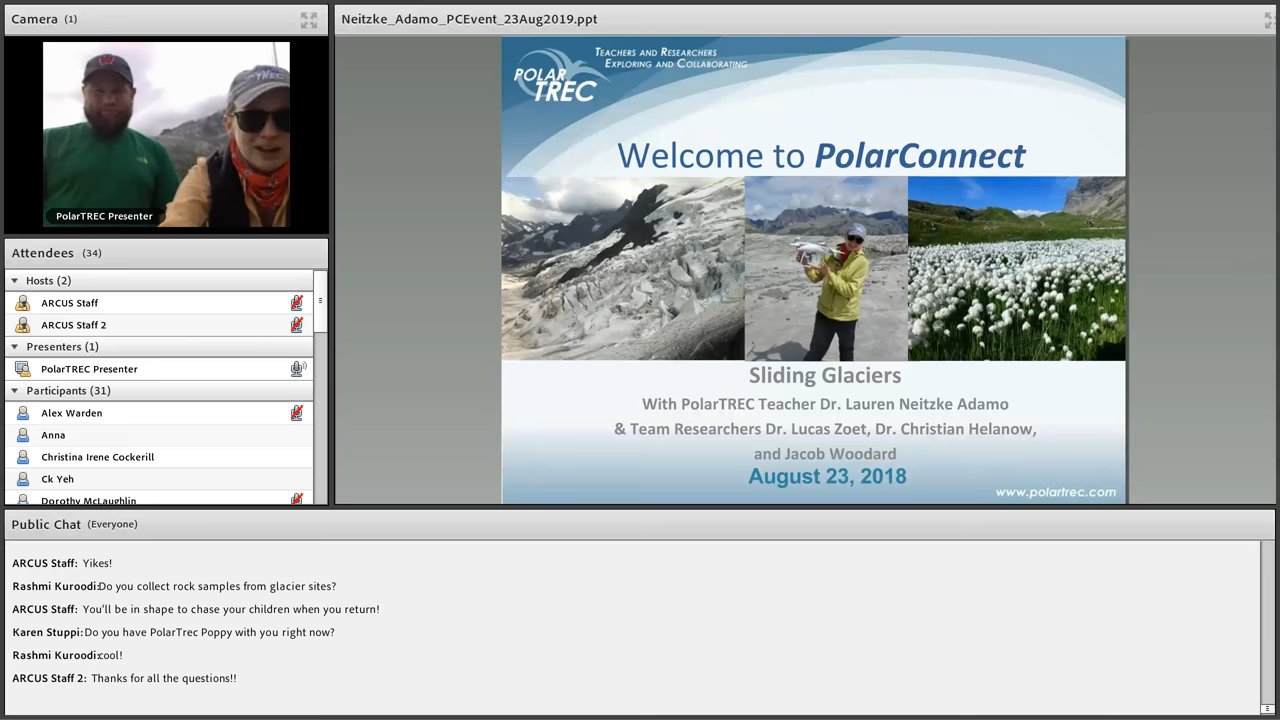 Camera (1)
PolarTREC Presenter
Attendees (34)
Hosts (2)
ARCUS Staff
ARCUS Staff 2
Presenters (1)
PolarTREC Presenter
Participants (31)
Alex Warden
Anna
Christina Irene Cockerill
Ck Yeh
Dorothy McLaughlin
Neitzke_Adamo_PCEvent_23Aug2019.ppt
POLAR TREC
TEACHERS AND RESEARCHERS
EXPLORING AND COLLABORATING
Welcome to PolarConnect
Sliding Glaciers
With PolarTREC Teacher Dr. Lauren Neitzke Adamo
& Team Researchers Dr. Lucas Zoet, Dr. Christian Helanow,
and Jacob Woodard
August 23, 2018
www.polartrec.com
Public Chat (Everyone)
ARCUS Staff: Yikes!
Rashmi Kuroodi:Do you collect rock samples from glacier sites?
ARCUS Staff: You'll be in shape to chase your children when you return!
Karen Stuppi:Do you have PolarTrec Poppy with you right now?
Rashmi Kuroodi:cool!
ARCUS Staff 2: Thanks for all the questions!!